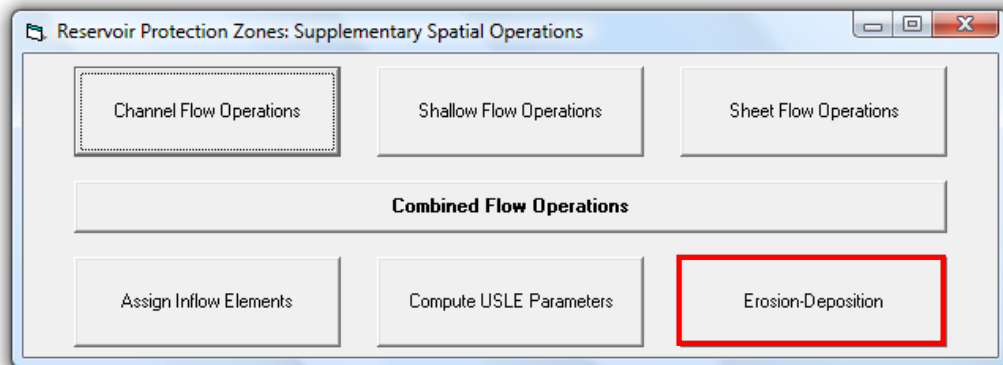 Reservoir Protection Zones: Supplementary Spatial Operations
Channel Flow Operations
Shallow Flow Operations
Sheet Flow Operations
Combined Flow Operations
Assign Inflow Elements
Compute USLE Parameters
Erosion-Deposition